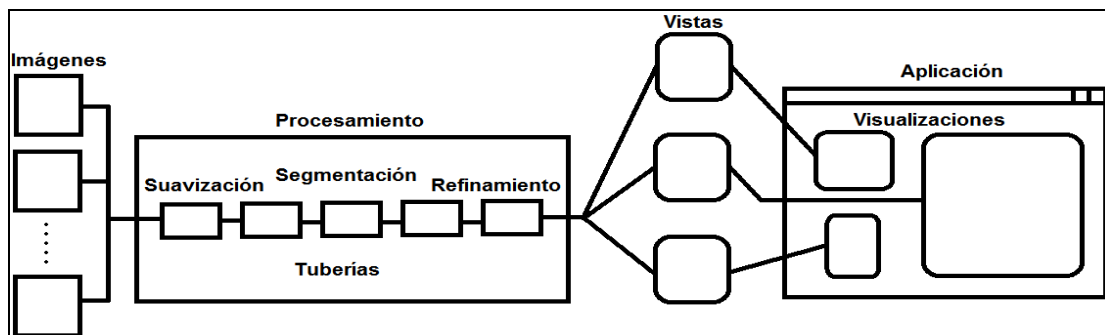 Imágenes
Procesamiento
Suavización
Segmentación
Refinamiento
Tuberías
Vistas
Aplicación
Visualizaciones